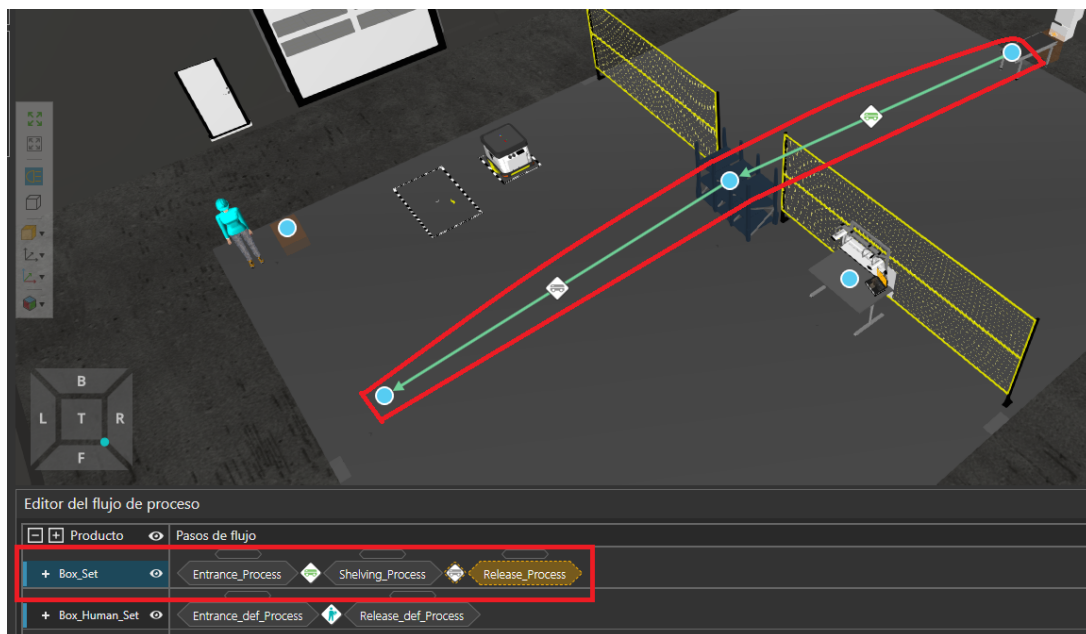 B
L T R
F
Editor del flujo de proceso
Producto Pasos de flujo
+ Box_Set Entrance_Process Shelving_Process Release_Process
+ Box_Human_Set Entrance_def_Process Release_def_Process